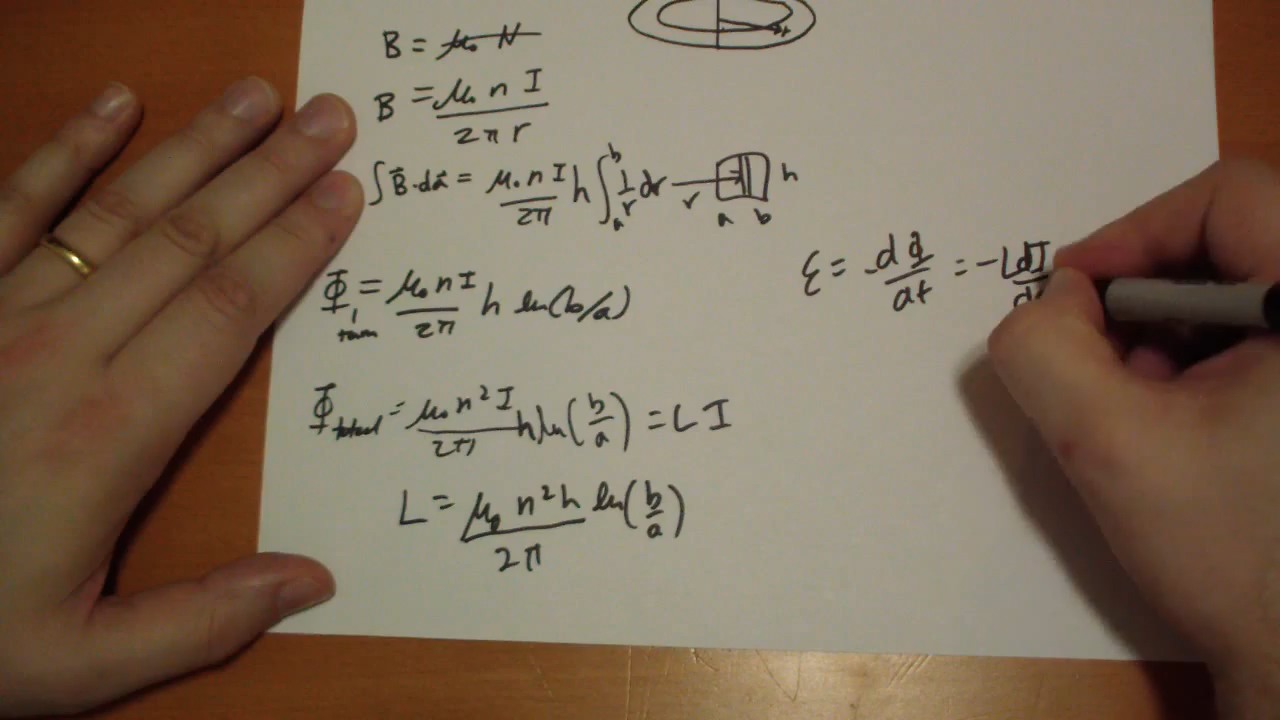 B = μ₀ N
B = μ₀ n I / 2π r
∫ B⃗·da⃗ = μ₀ n I / 2π h ∫ₐᵇ 1/r dr r a b h
Φ 1 turn = μ₀ n I / 2π h ln(b/a)
ε = -dΦ/dt = -L dI/d
Φ total = μ₀ n² I / 2π h ln(b/a) = L I
L = μ₀ n² h / 2π ln(b/a)